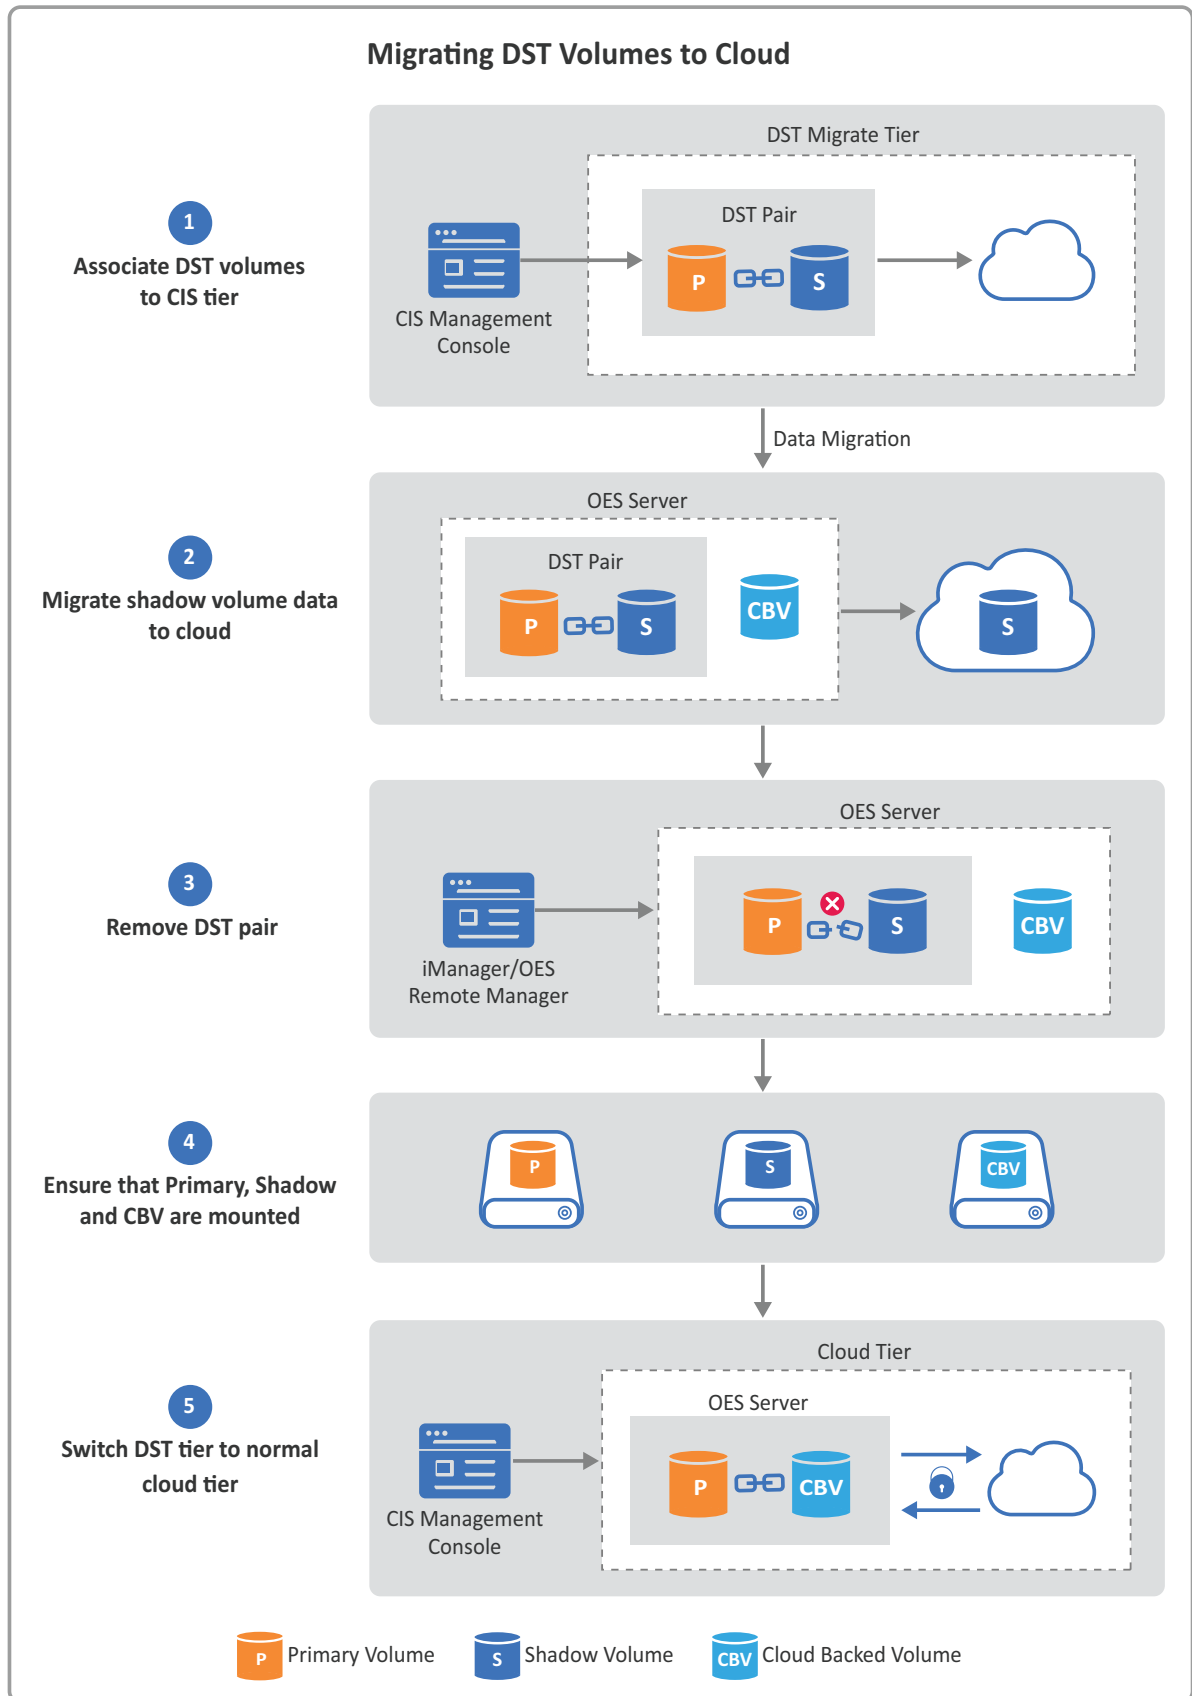 Migrating DST Volumes to Cloud
DST Migrate Tier
DST Pair
1
Associate DST volumes
to CIS tier
P
S
CIS Management
Console
Data Migration
OES Server
DST Pair
2
Migrate shadow volume data
to cloud
P
S
CBV
S
OES Server
3
Remove DST pair
P
S
CBV
iManager/OES
Remote Manager
4
Ensure that Primary, Shadow
and CBV are mounted
P
S
CBV
Cloud Tier
OES Server
5
Switch DST tier to normal
cloud tier
P
CBV
CIS Management
Console
P Primary Volume
S Shadow Volume
CBV Cloud Backed Volume